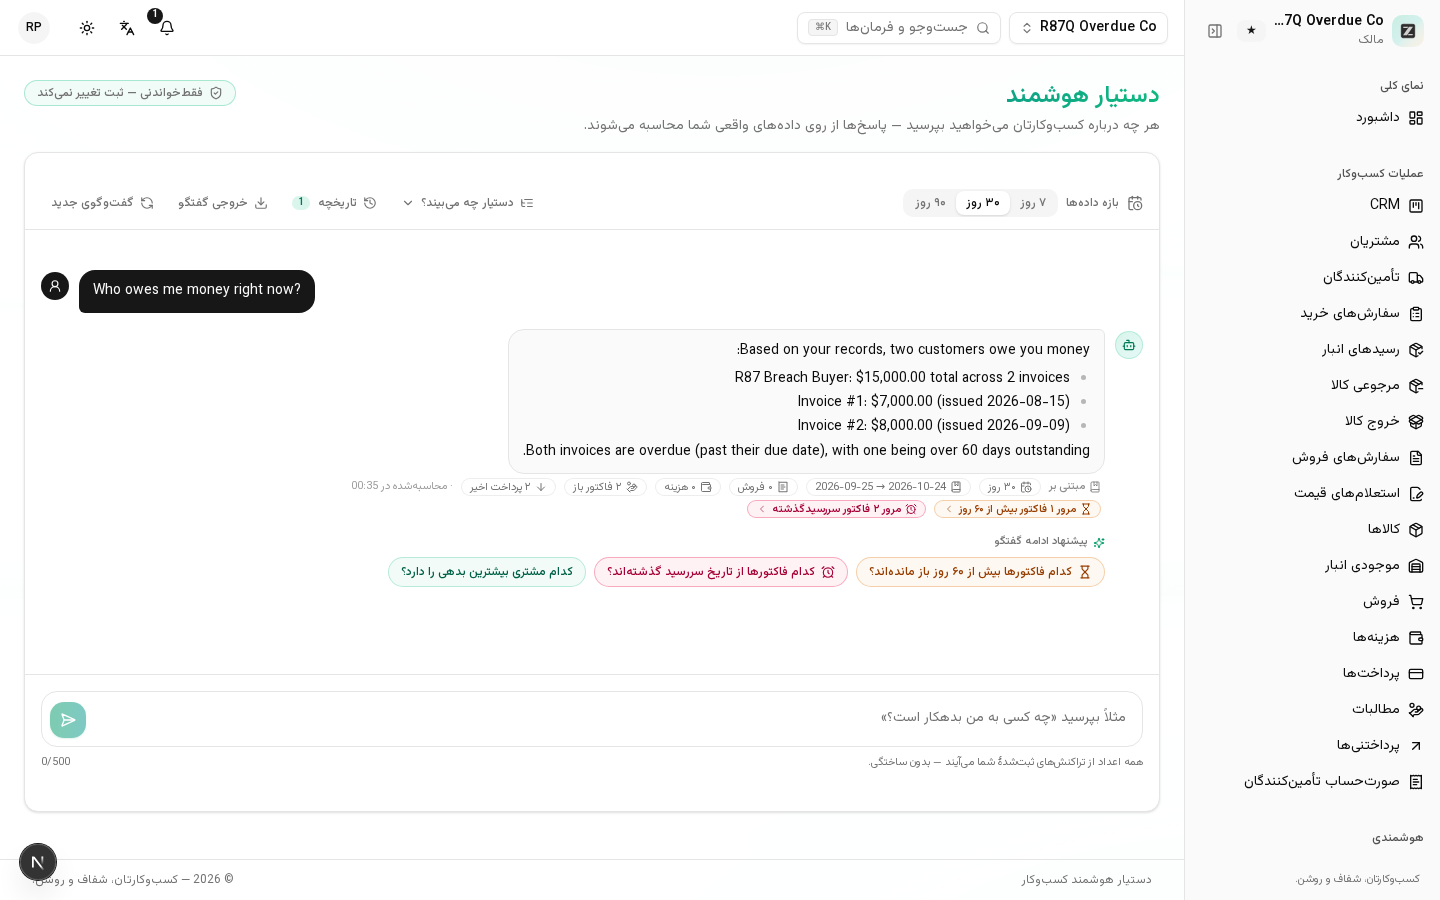 R87Q Overdue Co
جست‌وجو و فرمان‌ها
⌘K
1
RP
...7Q Overdue Co
مالک
★
نمای کلی
داشبورد
عملیات کسب‌وکار
CRM
مشتریان
تأمین‌کنندگان
سفارش‌های خرید
رسیدهای انبار
مرجوعی کالا
خروج کالا
سفارش‌های فروش
استعلام‌های قیمت
کالاها
موجودی انبار
فروش
هزینه‌ها
پرداخت‌ها
مطالبات
پرداختنی‌ها
صورت‌حساب تأمین‌کنندگان
هوشمندی
کسب‌وکارتان، شفاف و روشن.
دستیار هوشمند
فقط‌خواندنی — ثبت تغییر نمی‌کند
هر چه درباره کسب‌وکارتان می‌خواهید بپرسید — پاسخ‌ها از روی داده‌های واقعی شما محاسبه می‌شوند.
بازه داده‌ها
۷ روز
۳۰ روز
۹۰ روز
دستیار چه می‌بیند؟
تاریخچه
1
خروجی گفتگو
گفت‌وگوی جدید
Who owes me money right now?
Based on your records, two customers owe you money:
R87 Breach Buyer: $15,000.00 total across 2 invoices
Invoice #1: $7,000.00 (issued 2026-08-15)
Invoice #2: $8,000.00 (issued 2026-09-09)
Both invoices are overdue (past their due date), with one being over 60 days outstanding.
مبتنی بر
۳۰ روز
2026-09-25 → 2026-10-24
۰ فروش
۰ هزینه
۲ فاکتور باز
۲ پرداخت اخیر
· محاسبه‌شده در 00:35
مرور ۱ فاکتور بیش از ۶۰ روز
مرور ۲ فاکتور سررسیدگذشته
پیشنهاد ادامه گفتگو
کدام فاکتورها بیش از ۶۰ روز باز مانده‌اند؟
کدام فاکتورها از تاریخ سررسید گذشته‌اند؟
کدام مشتری بیشترین بدهی را دارد؟
مثلاً بپرسید «چه کسی به من بدهکار است؟»
همه اعداد از تراکنش‌های ثبت‌شدهٔ شما می‌آیند — بدون ساختگی.
0/500
دستیار هوشمند کسب‌وکار
© 2026 — کسب‌وکارتان، شفاف و روشن.
N